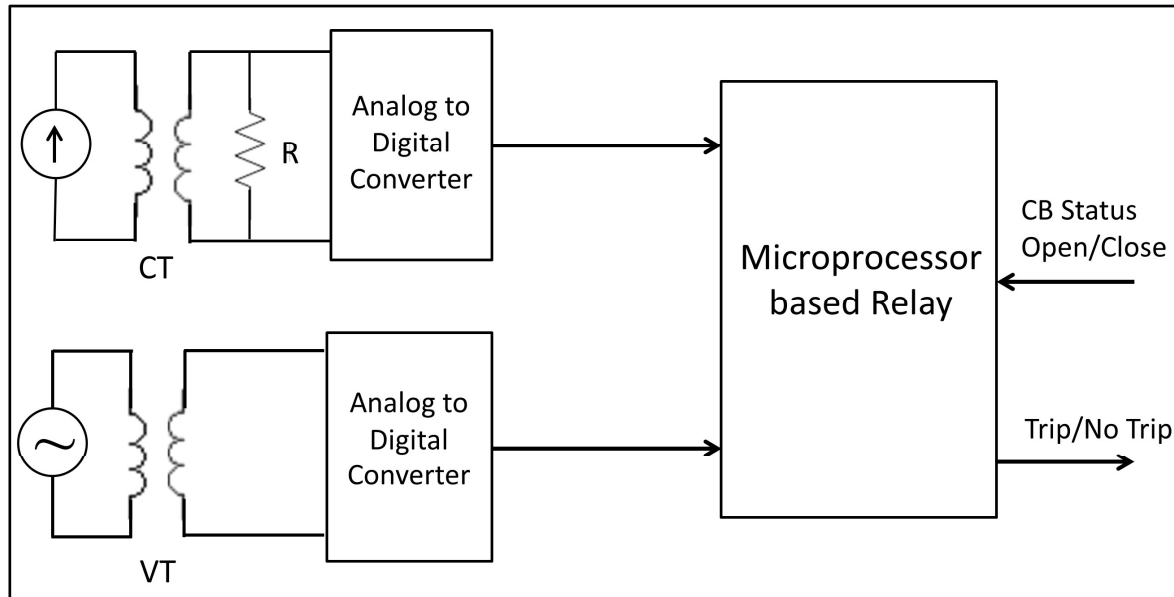 Analog to
Digital
Converter
R
CT
Microprocessor
based Relay
CB Status
Open/Close
Analog to
Digital
Converter
Trip/No Trip
VT